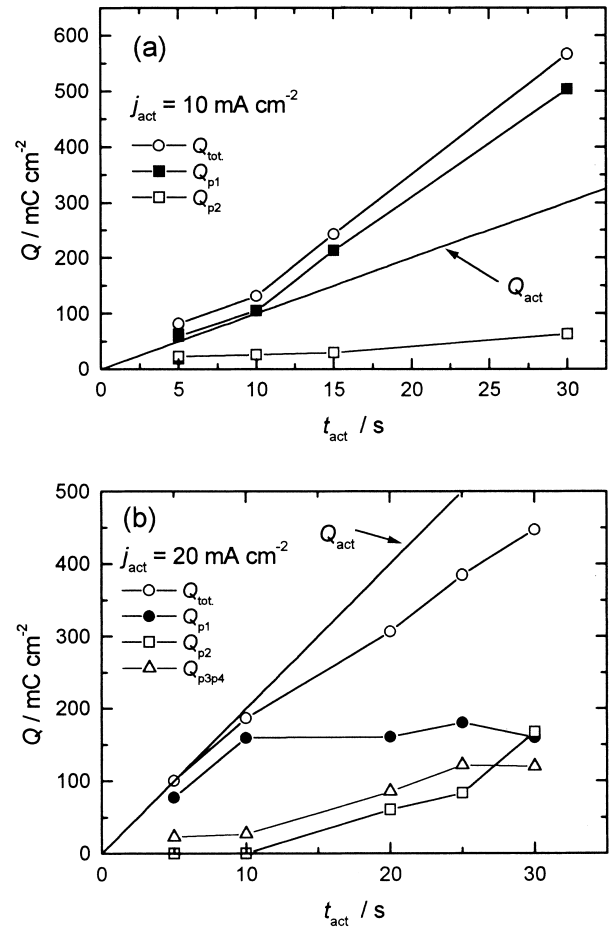 (a)
j_act = 10 mA cm⁻²
Q_tot.
Q_p1
Q_p2
Q_act
600
500
400
300
200
100
0
Q / mC cm⁻²
0 5 10 15 20 25 30
t_act / s
(b)
j_act = 20 mA cm⁻²
Q_tot.
Q_p1
Q_p2
Q_p3p4
Q_act
500
400
300
200
100
0
Q / mC cm⁻²
0 10 20 30
t_act / s